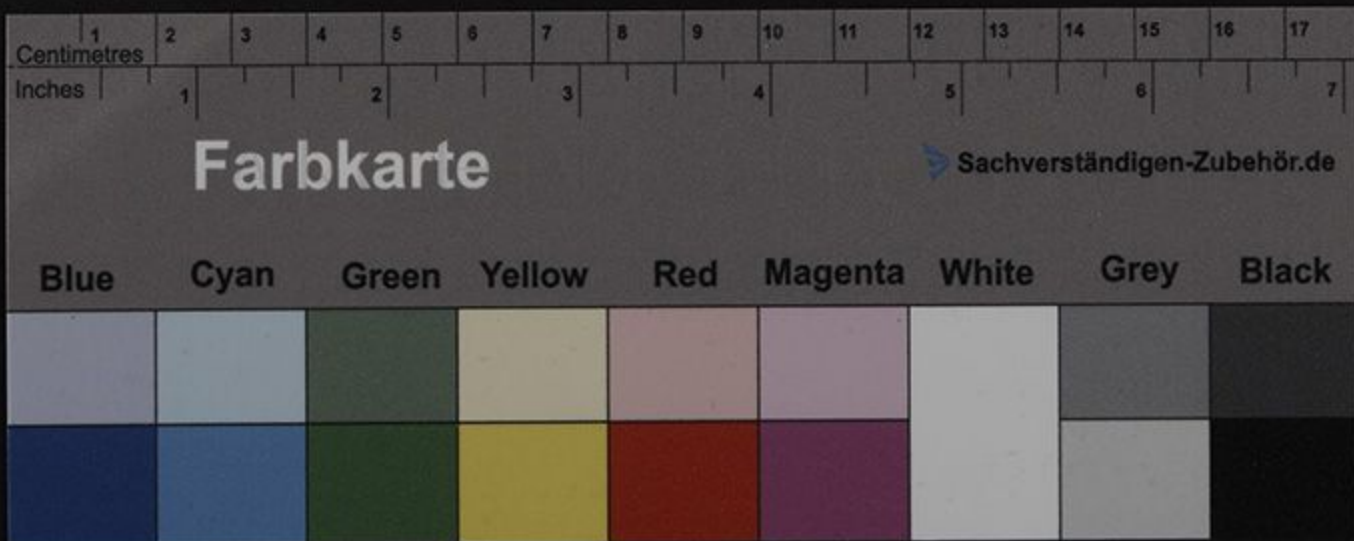 1 2 3 4 5 6 7 8 9 10 11 12 13 14 15 16 17
Centimetres
Inches 1 2 3 4 5 6 7
Farbkarte
Sachverständigen-Zubehör.de
Blue Cyan Green Yellow Red Magenta White Grey Black